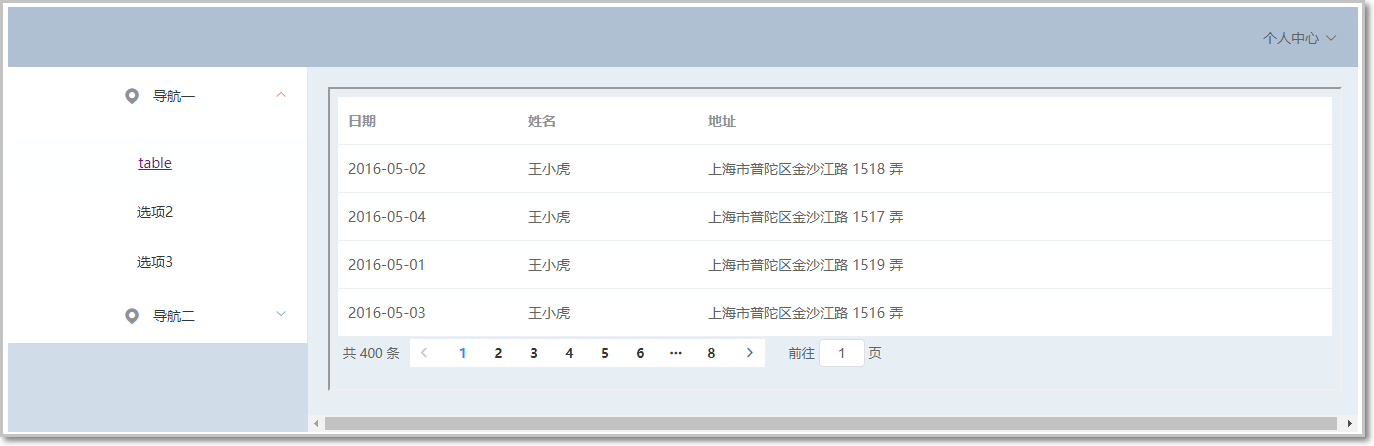 个人中心
导航一
table
选项2
选项3
导航二
日期 姓名 地址
2016-05-02 王小虎 上海市普陀区金沙江路 1518 弄
2016-05-04 王小虎 上海市普陀区金沙江路 1517 弄
2016-05-01 王小虎 上海市普陀区金沙江路 1519 弄
2016-05-03 王小虎 上海市普陀区金沙江路 1516 弄
共 400 条 1 2 3 4 5 6 ••• 8 前往 1 页